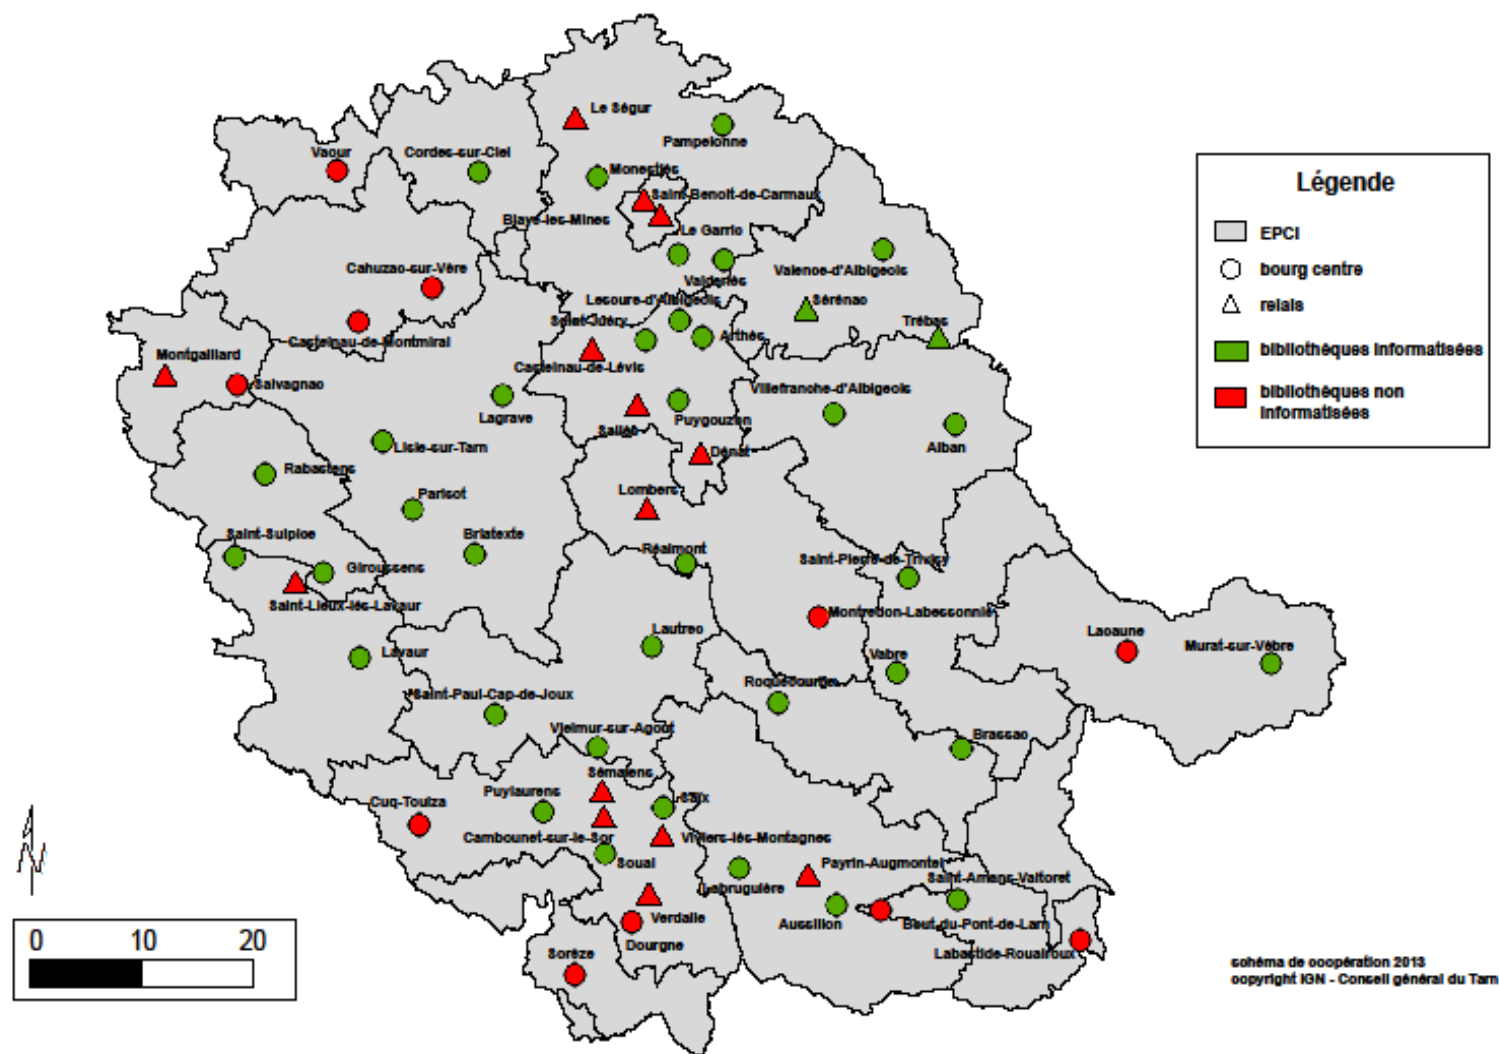 Le Ségur
Pampelonne
Vaour
Cordes-sur-Ciel
Monestiés
Saint-Benoit-de-Carmaux
Blaye-les-Mines
Le Garric
Valderiès
Valence-d'Albigeois
Cahuzac-sur-Vère
Lescure-d'Albigeois
Sérénac
Saint-Juéry
Arthès
Trébas
Castelnau-de-Montmiral
Montgaillard
Castelnau-de-Lévis
Salvagnac
Villefranche-d'Albigeois
Lagrave
Puygouzon
Saliès
Alban
Lisle-sur-Tarn
Dénat
Rabastens
Parisot
Lombers
Saint-Sulpice
Briatexte
Réalmont
Saint-Pierre-de-Trivisy
Giroussens
Saint-Lieux-lès-Lavaur
Montredon-Labessonnié
Lautrec
Lacaune
Murat-sur-Vèbre
Lavaur
Vabre
Roquecourbe
Saint-Paul-Cap-de-Joux
Vielmur-sur-Agout
Brassac
Sémalens
Puylaurens
Saïx
Cuq-Toulza
Cambounet-sur-le-Sor
Viviers-lès-Montagnes
Soual
Payrin-Augmontel
Labruguière
Saint-Amans-Valtoret
Verdalle
Aussillon
Bout-du-Pont-de-Larn
Dourgne
Sorèze
Labastide-Rouairoux
Légende
EPCI
bourg centre
relais
bibliothèques informatisées
bibliothèques non
informatisées
N
0 10 20
schéma de coopération 2013
copyright IGN - Conseil général du Tarn